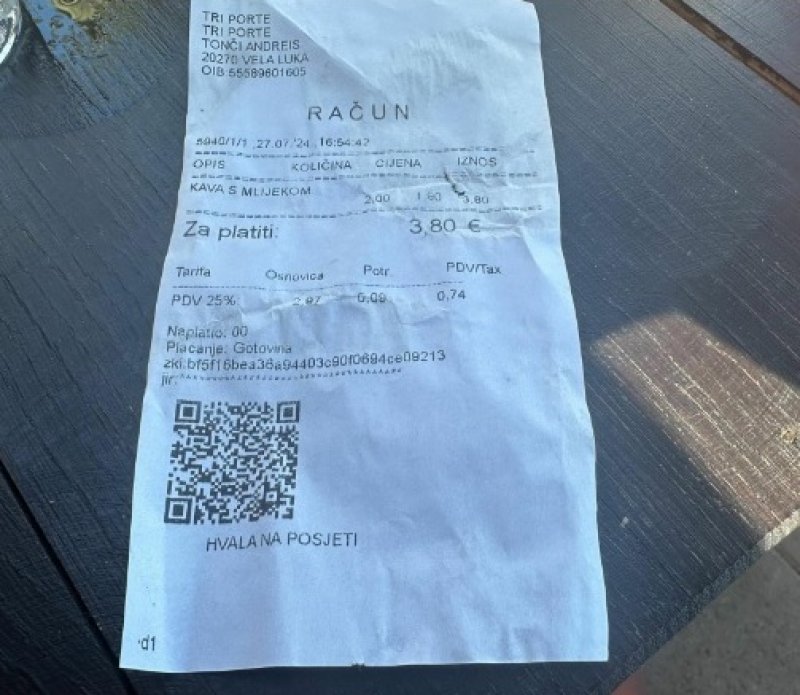 TRI PORTE
TRI PORTE
TONČI ANDREIS
20270 VELA LUKA
OIB:55589601605
RAČUN
5940/1/1 ,27.07.'24 ,16:54:42
OPIS KOLIČINA CIJENA IZNOS
KAVA S MLIJEKOM
2,00 1,90 3,80
Za platiti: 3,80 €
Tarifa Osnovica Potr. PDV/Tax
PDV 25% 2,97 0,09 0,74
Naplatio: 00
Placanje: Gotovina
zki:bf5f16bea36a94403c90f0694ce09213
jir:
HVALA NA POSJETI
d1